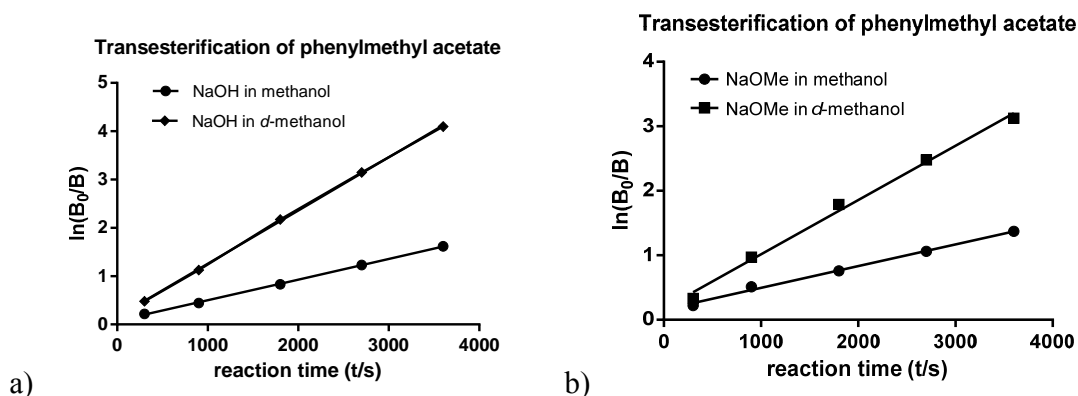 Transesterification of phenylmethyl acetate
5
4
3
2
1
0
ln(B₀/B)
NaOH in methanol
NaOH in d-methanol
0 1000 2000 3000 4000
reaction time (t/s)
a)
Transesterification of phenylmethyl acetate
4
3
2
1
0
ln(B₀/B)
NaOMe in methanol
NaOMe in d-methanol
0 1000 2000 3000 4000
reaction time (t/s)
b)